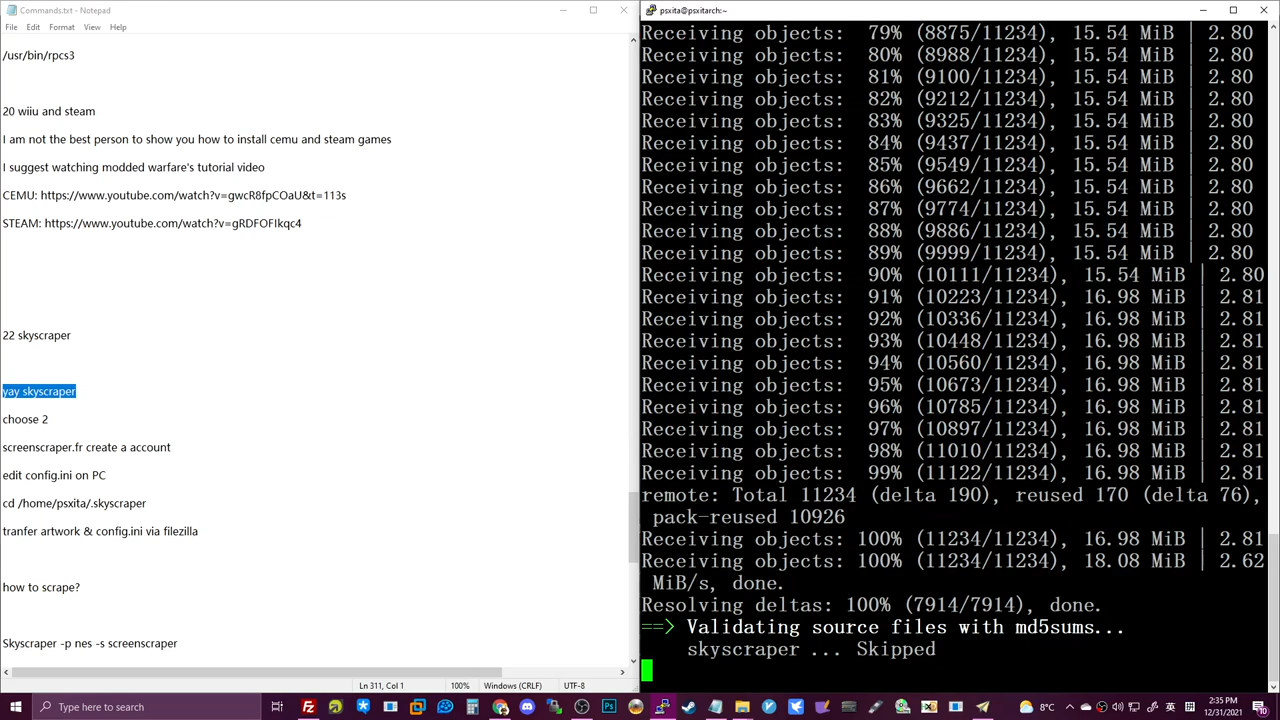 Commands.txt - Notepad
File Edit Format View Help
/usr/bin/rpcs3
20 wiiu and steam
I am not the best person to show you how to install cemu and steam games
I suggest watching modded warfare's tutorial video
CEMU: https://www.youtube.com/watch?v=gwcR8fpCOaU&t=113s
STEAM: https://www.youtube.com/watch?v=gRDFOFIkqc4
22 skyscraper
yay skyscraper
choose 2
screenscraper.fr create a account
edit config.ini on PC
cd /home/psxita/.skyscraper
tranfer artwork & config.ini via filezilla
how to scrape?
Skyscraper -p nes -s screenscraper
Ln 311, Col 1 100% Windows (CRLF) UTF-8
psxita@psxitarch:~
Receiving objects: 79% (8875/11234), 15.54 MiB | 2.80
Receiving objects: 80% (8988/11234), 15.54 MiB | 2.80
Receiving objects: 81% (9100/11234), 15.54 MiB | 2.80
Receiving objects: 82% (9212/11234), 15.54 MiB | 2.80
Receiving objects: 83% (9325/11234), 15.54 MiB | 2.80
Receiving objects: 84% (9437/11234), 15.54 MiB | 2.80
Receiving objects: 85% (9549/11234), 15.54 MiB | 2.80
Receiving objects: 86% (9662/11234), 15.54 MiB | 2.80
Receiving objects: 87% (9774/11234), 15.54 MiB | 2.80
Receiving objects: 88% (9886/11234), 15.54 MiB | 2.80
Receiving objects: 89% (9999/11234), 15.54 MiB | 2.80
Receiving objects: 90% (10111/11234), 15.54 MiB | 2.80
Receiving objects: 91% (10223/11234), 16.98 MiB | 2.81
Receiving objects: 92% (10336/11234), 16.98 MiB | 2.81
Receiving objects: 93% (10448/11234), 16.98 MiB | 2.81
Receiving objects: 94% (10560/11234), 16.98 MiB | 2.81
Receiving objects: 95% (10673/11234), 16.98 MiB | 2.81
Receiving objects: 96% (10785/11234), 16.98 MiB | 2.81
Receiving objects: 97% (10897/11234), 16.98 MiB | 2.81
Receiving objects: 98% (11010/11234), 16.98 MiB | 2.81
Receiving objects: 99% (11122/11234), 16.98 MiB | 2.81
remote: Total 11234 (delta 190), reused 170 (delta 76),
pack-reused 10926
Receiving objects: 100% (11234/11234), 16.98 MiB | 2.81
Receiving objects: 100% (11234/11234), 18.08 MiB | 2.62
MiB/s, done.
Resolving deltas: 100% (7914/7914), done.
==> Validating source files with md5sums...
skyscraper ... Skipped
Type here to search
8°C 英 拼 2:35 PM
12/31/2021